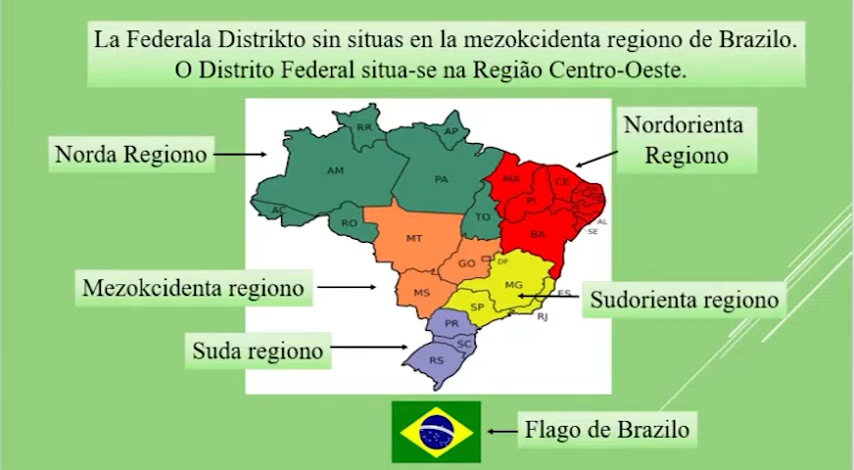 La Federala Distrikto sin situas en la mezokcidenta regiono de Brazilo.
O Distrito Federal situa-se na Região Centro-Oeste.
Norda Regiono
Nordorienta
Regiono
RR
AP
AM
PA
MA
CE
AC
RO
TO
PI
AL
SE
BA
MT
GO
DF
Mezokcidenta regiono
MS
MG
ES
Sudorienta regiono
SP
RJ
PR
Suda regiono
SC
RS
Flago de Brazilo